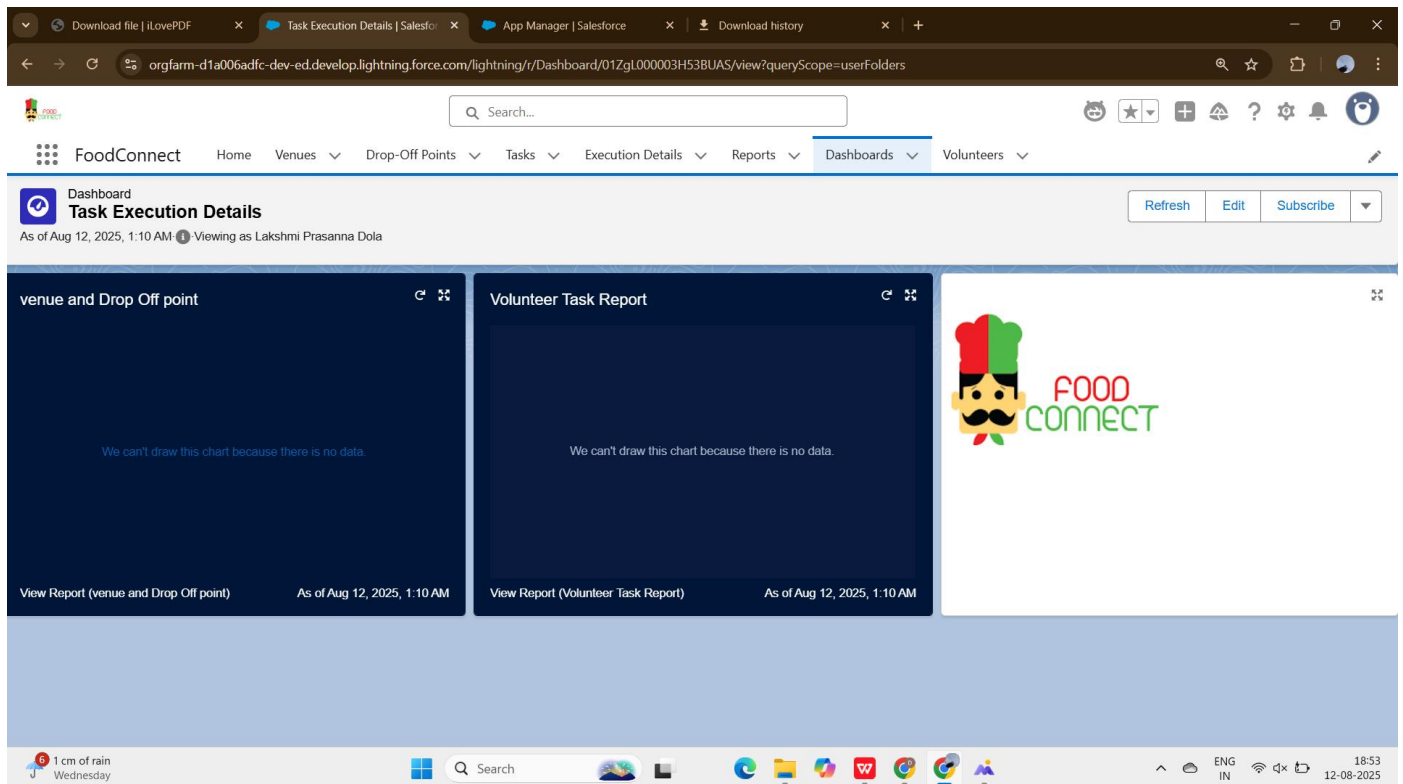 Download file | iLovePDF
Task Execution Details | Salesfor
App Manager | Salesforce
Download history
orgfarm-d1a006adfc-dev-ed.develop.lightning.force.com/lightning/r/Dashboard/01ZgL000003H53BUAS/view?queryScope=userFolders
FOOD
CONNECT
Search...
FoodConnect
Home
Venues
Drop-Off Points
Tasks
Execution Details
Reports
Dashboards
Volunteers
Dashboard
Task Execution Details
As of Aug 12, 2025, 1:10 AM·Viewing as Lakshmi Prasanna Dola
Refresh
Edit
Subscribe
venue and Drop Off point
We can't draw this chart because there is no data.
View Report (venue and Drop Off point)
As of Aug 12, 2025, 1:10 AM
Volunteer Task Report
We can't draw this chart because there is no data.
View Report (Volunteer Task Report)
As of Aug 12, 2025, 1:10 AM
FOOD
CONNECT
6
1 cm of rain
Wednesday
Search
ENG
IN
18:53
12-08-2025